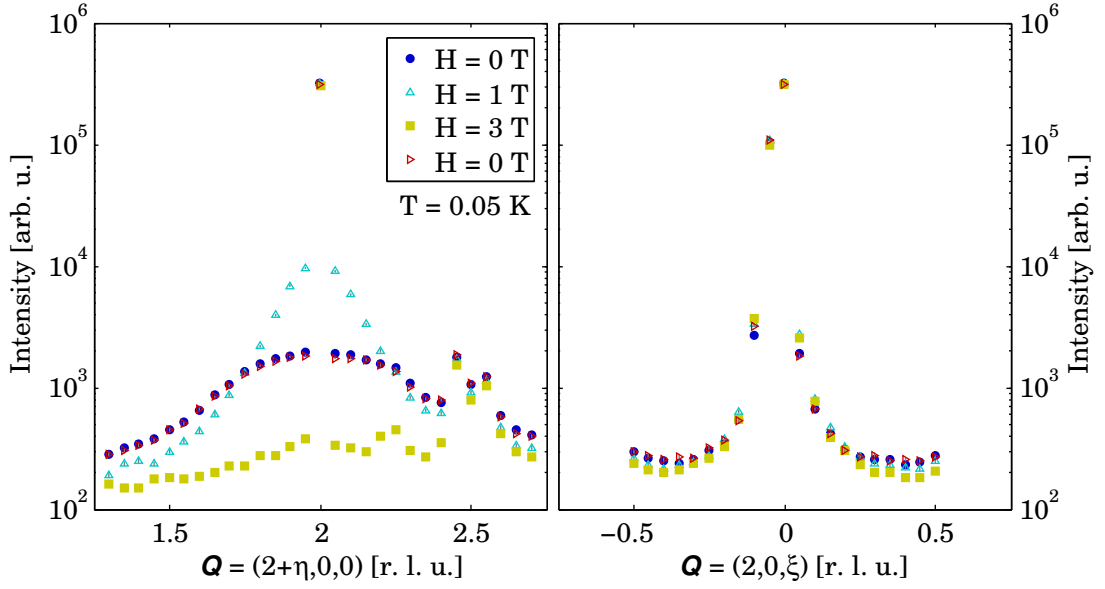 Intensity [arb. u.]
10^6
10^5
10^4
10^3
10^2
1.5
2
2.5
Q = (2+η,0,0) [r. l. u.]
H = 0 T
H = 1 T
H = 3 T
H = 0 T
T = 0.05 K
−0.5
0
0.5
Q = (2,0,ξ) [r. l. u.]
10^6
10^5
10^4
10^3
10^2
Intensity [arb. u.]